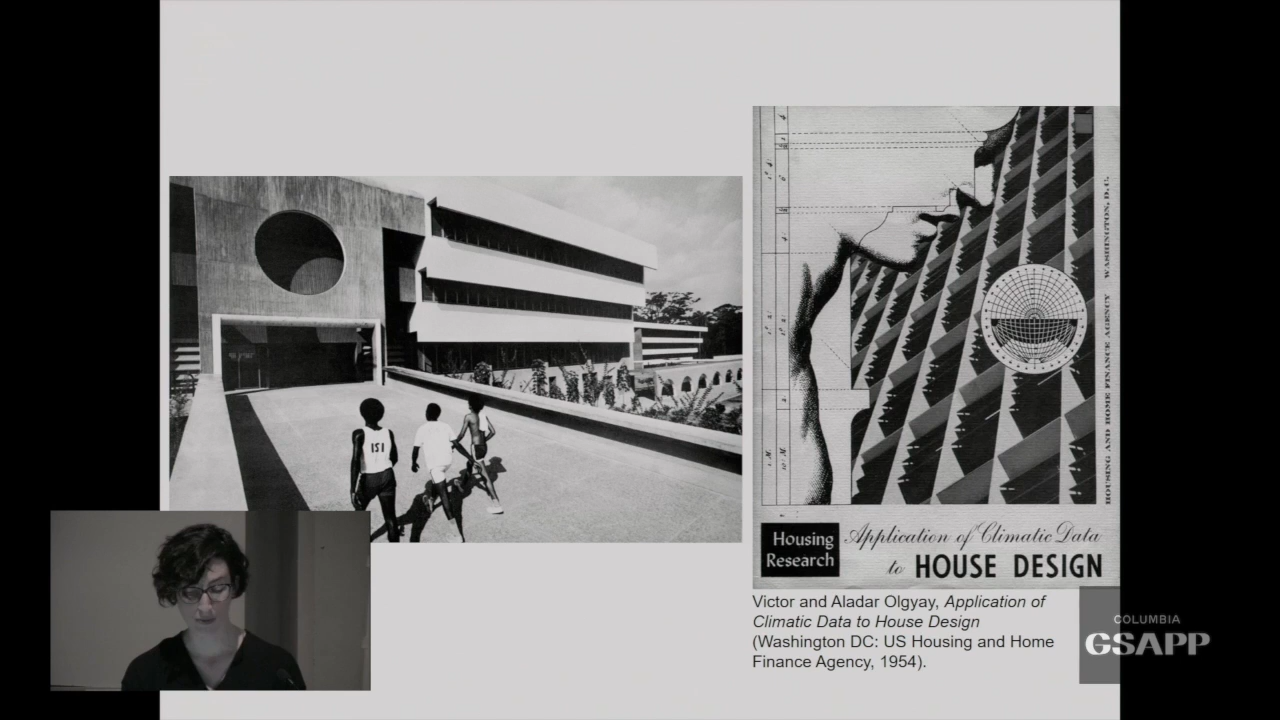 151
HOUSING AND HOME FINANCE AGENCY WASHINGTON, D.C.
Housing
Research
Application of Climatic Data
to HOUSE DESIGN
Victor and Aladar Olgyay, Application of
Climatic Data to House Design
(Washington DC: US Housing and Home
Finance Agency, 1954).
COLUMBIA
GSAPP